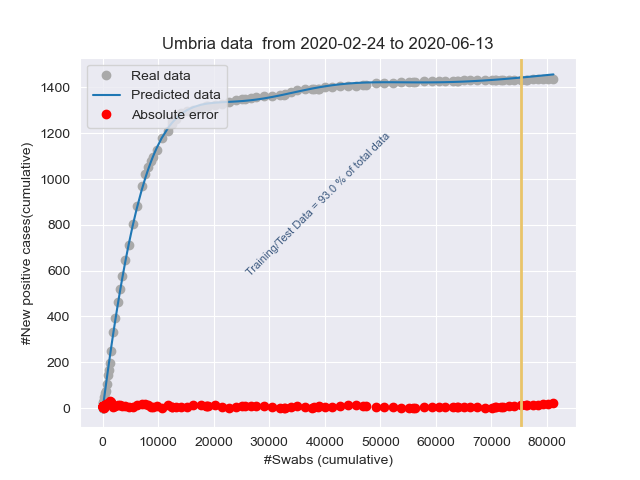 Umbria data  from 2020-02-24 to 2020-06-13
Real data
Predicted data
Absolute error
Training/Test Data = 93.0 % of total data
#New positive cases(cumulative)
1400
1200
1000
800
600
400
200
0
0 10000 20000 30000 40000 50000 60000 70000 80000
#Swabs (cumulative)